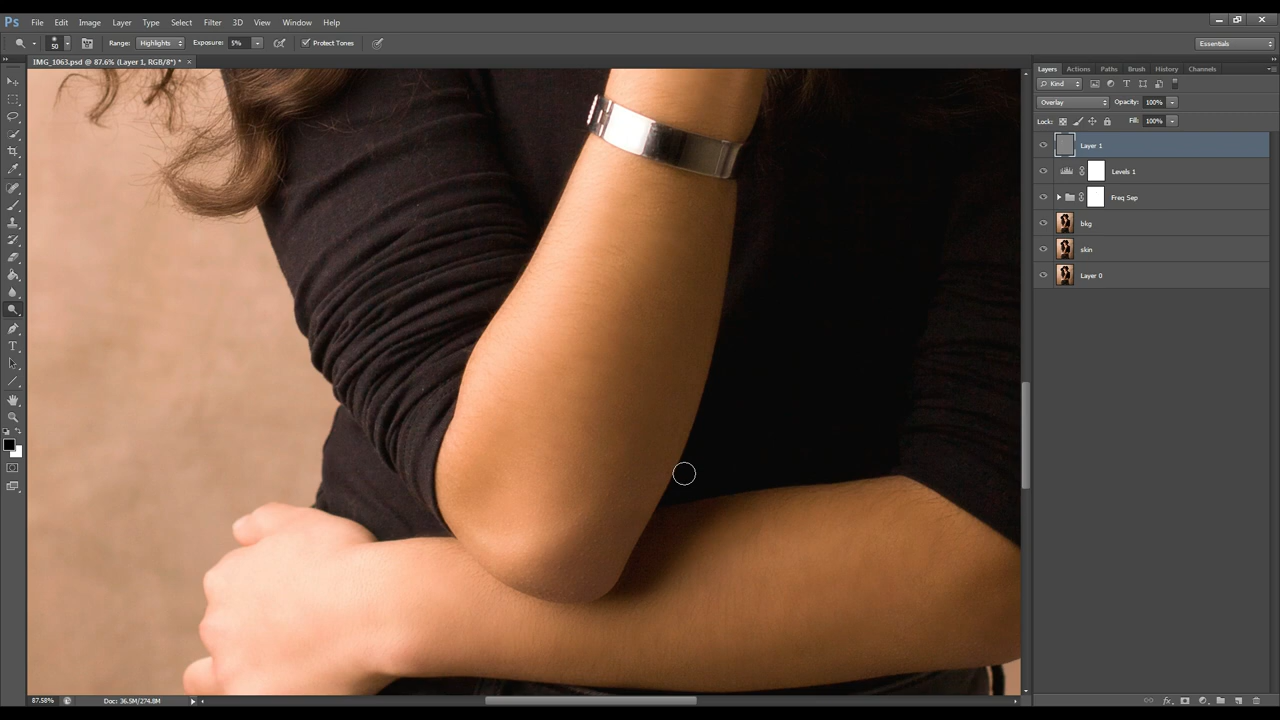 Ps File Edit Image Layer Type Select Filter 3D View Window Help
50 Range: Highlights Exposure: 5% Protect Tones Essentials
IMG_1063.psd @ 87.6% (Layer 1, RGB/8*) * ×
Layers Actions Paths Brush History Channels
Kind
Overlay Opacity: 100%
Lock: Fill: 100%
Layer 1
Levels 1
Freq Sep
bkg
skin
Layer 0
87.58% Doc: 36.5M/274.8M